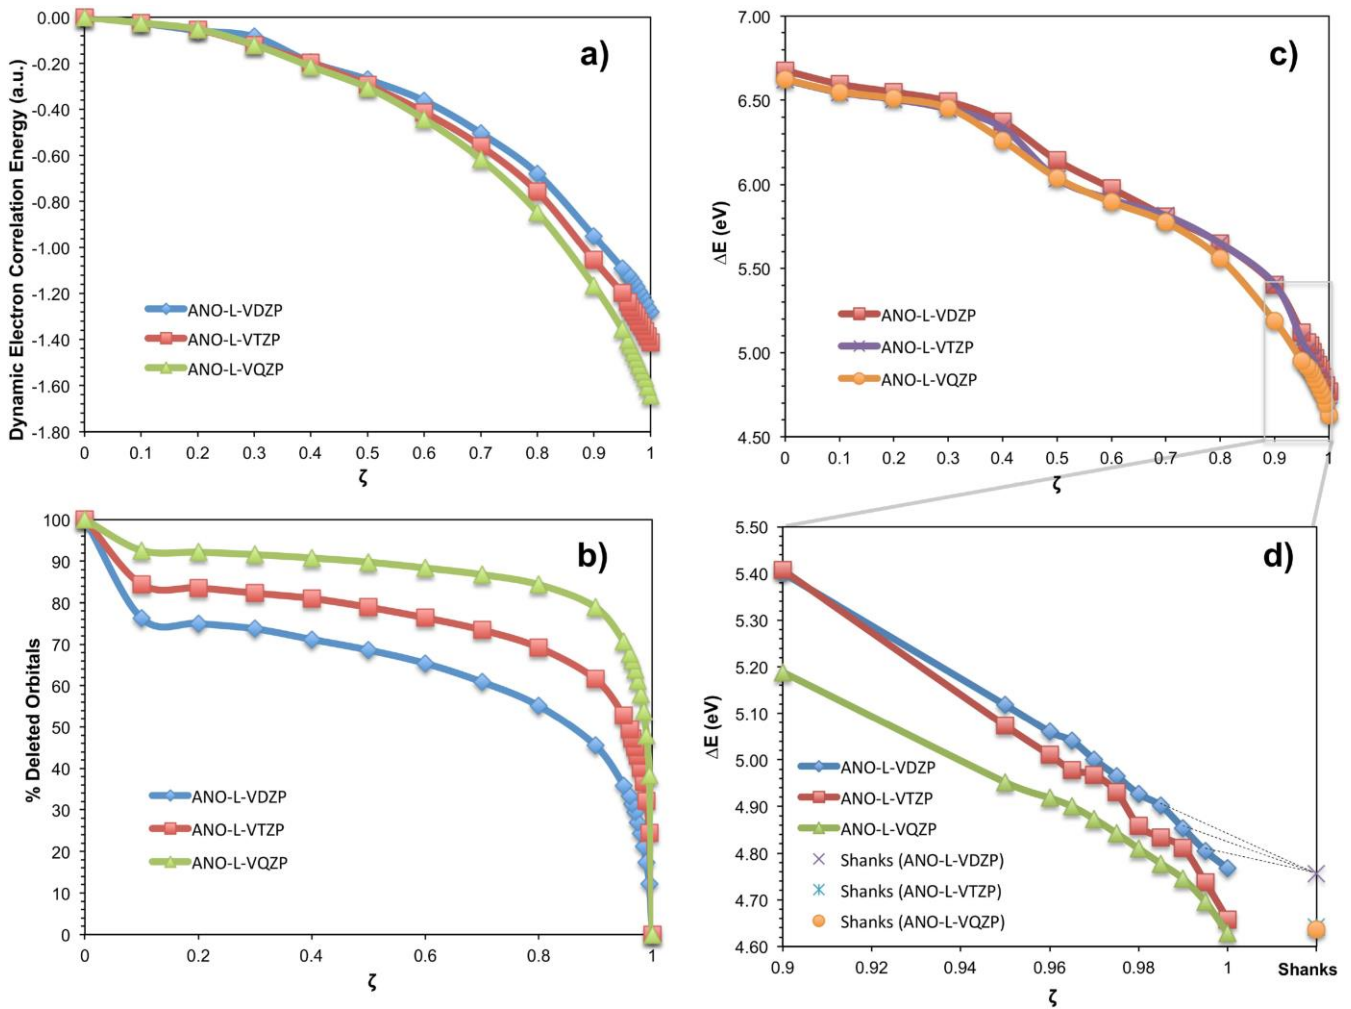 a)
Dynamic Electron Correlation Energy (a.u.)
0.00
-0.20
-0.40
-0.60
-0.80
-1.00
-1.20
-1.40
-1.60
-1.80
ANO-L-VDZP
ANO-L-VTZP
ANO-L-VQZP
0 0.1 0.2 0.3 0.4 0.5 0.6 0.7 0.8 0.9 1
ζ
c)
ΔE (eV)
7.00
6.50
6.00
5.50
5.00
4.50
ANO-L-VDZP
ANO-L-VTZP
ANO-L-VQZP
0 0.1 0.2 0.3 0.4 0.5 0.6 0.7 0.8 0.9 1
ζ
b)
% Deleted Orbitals
100
90
80
70
60
50
40
30
20
10
0
ANO-L-VDZP
ANO-L-VTZP
ANO-L-VQZP
0 0.2 0.4 0.6 0.8 1
ζ
d)
ΔE (eV)
5.50
5.40
5.30
5.20
5.10
5.00
4.90
4.80
4.70
4.60
ANO-L-VDZP
ANO-L-VTZP
ANO-L-VQZP
Shanks (ANO-L-VDZP)
Shanks (ANO-L-VTZP)
Shanks (ANO-L-VQZP)
0.9 0.92 0.94 0.96 0.98 1 Shanks
ζ